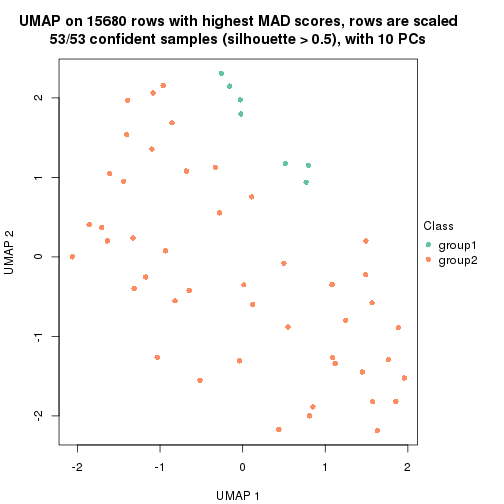 UMAP on 15680 rows with highest MAD scores, rows are scaled
53/53 confident samples (silhouette > 0.5), with 10 PCs
UMAP 2
2
1
0
-1
-2
-2
-1
0
1
2
UMAP 1
Class
group1
group2